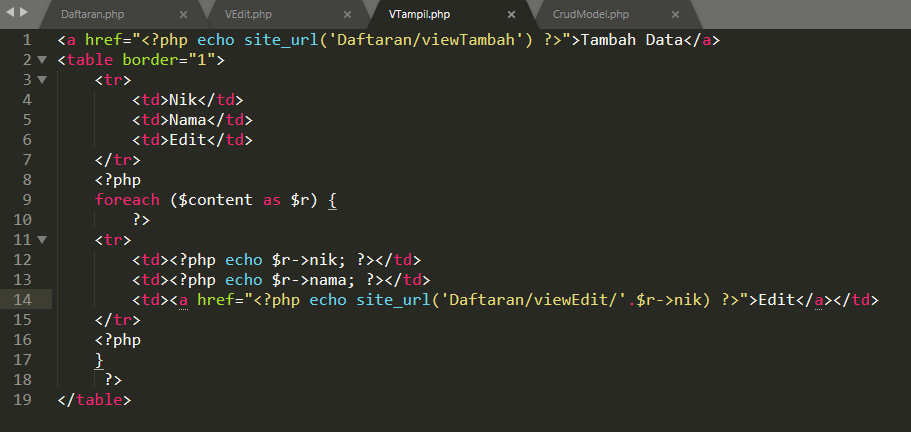 Daftaran.php × VEdit.php × VTampil.php × CrudModel.php ×
1 <a href="<?php echo site_url('Daftaran/viewTambah') ?>">Tambah Data</a>
2 <table border="1">
3 <tr>
4 <td>Nik</td>
5 <td>Nama</td>
6 <td>Edit</td>
7 </tr>
8 <?php
9 foreach ($content as $r) {
10 ?>
11 <tr>
12 <td><?php echo $r->nik; ?></td>
13 <td><?php echo $r->nama; ?></td>
14 <td><a href="<?php echo site_url('Daftaran/viewEdit/'.$r->nik) ?>">Edit</a></td>
15 </tr>
16 <?php
17 }
18 ?>
19 </table>